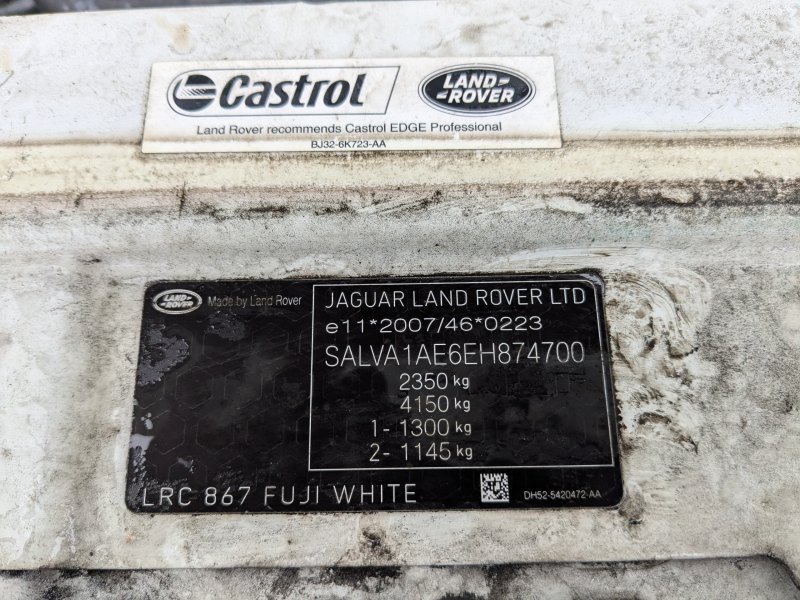 Castrol
LAND-
-ROVER
Land Rover recommends Castrol EDGE Professional
BJ32-6K723-AA
LAND-
-ROVER
Made by Land Rover
JAGUAR LAND ROVER LTD
e11*2007/46*0223
SALVA1AE6EH874700
2350 kg
4150 kg
1- 1300 kg
2- 1145 kg
LRC 867 FUJI WHITE
DH52-5420472-AA